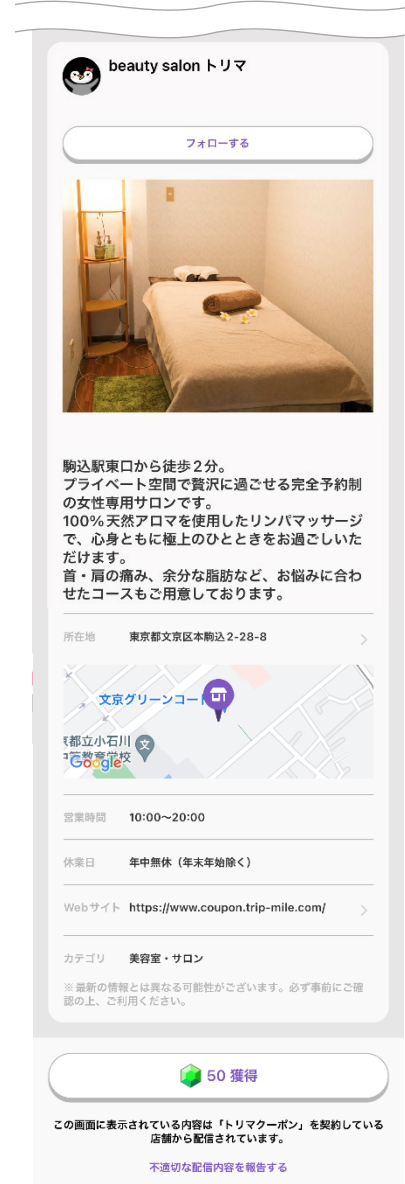 beauty salon トリマ
フォローする
駒込駅東口から徒歩2分。
プライベート空間で贅沢に過ごせる完全予約制
の女性専用サロンです。
100%天然アロマを使用したリンパマッサージ
で、心身ともに極上のひとときをお過ごしいた
だけます。
首・肩の痛み、余分な脂肪など、お悩みに合わ
せたコースもご用意しております。
所在地 東京都文京区本駒込2-28-8
文京グリーンコート
都立小石川
Google
営業時間 10:00〜20:00
休業日 年中無休（年末年始除く）
Webサイト https://www.coupon.trip-mile.com/
カテゴリ 美容室・サロン
※最新の情報とは異なる可能性がございます。必ず事前にご確
認の上、ご利用ください。
50 獲得
この画面に表示されている内容は「トリマクーポン」を契約している
店舗から配信されています。
不適切な配信内容を報告する